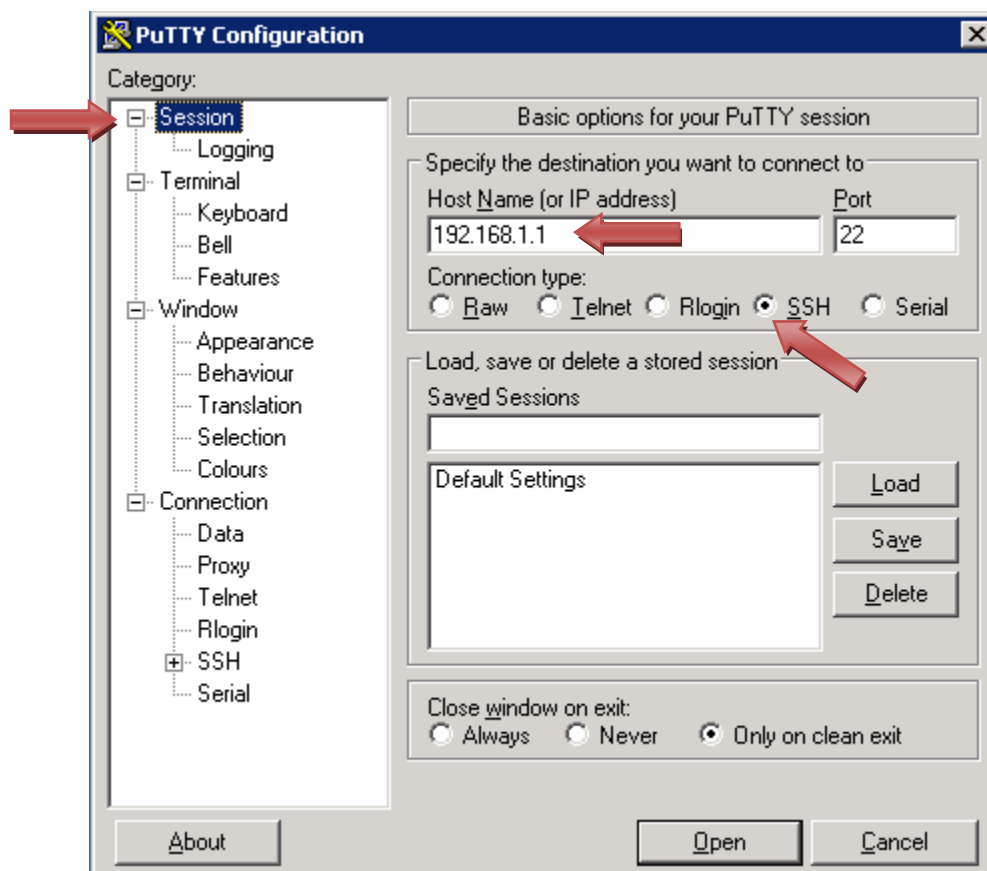 PuTTY Configuration
Category:
Session
Logging
Terminal
Keyboard
Bell
Features
Window
Appearance
Behaviour
Translation
Selection
Colours
Connection
Data
Proxy
Telnet
Rlogin
SSH
Serial
Basic options for your PuTTY session
Specify the destination you want to connect to
Host Name (or IP address) Port
192.168.1.1 22
Connection type:
Raw Telnet Rlogin SSH Serial
Load, save or delete a stored session
Saved Sessions
Default Settings
Load
Save
Delete
Close window on exit:
Always Never Only on clean exit
About Open Cancel